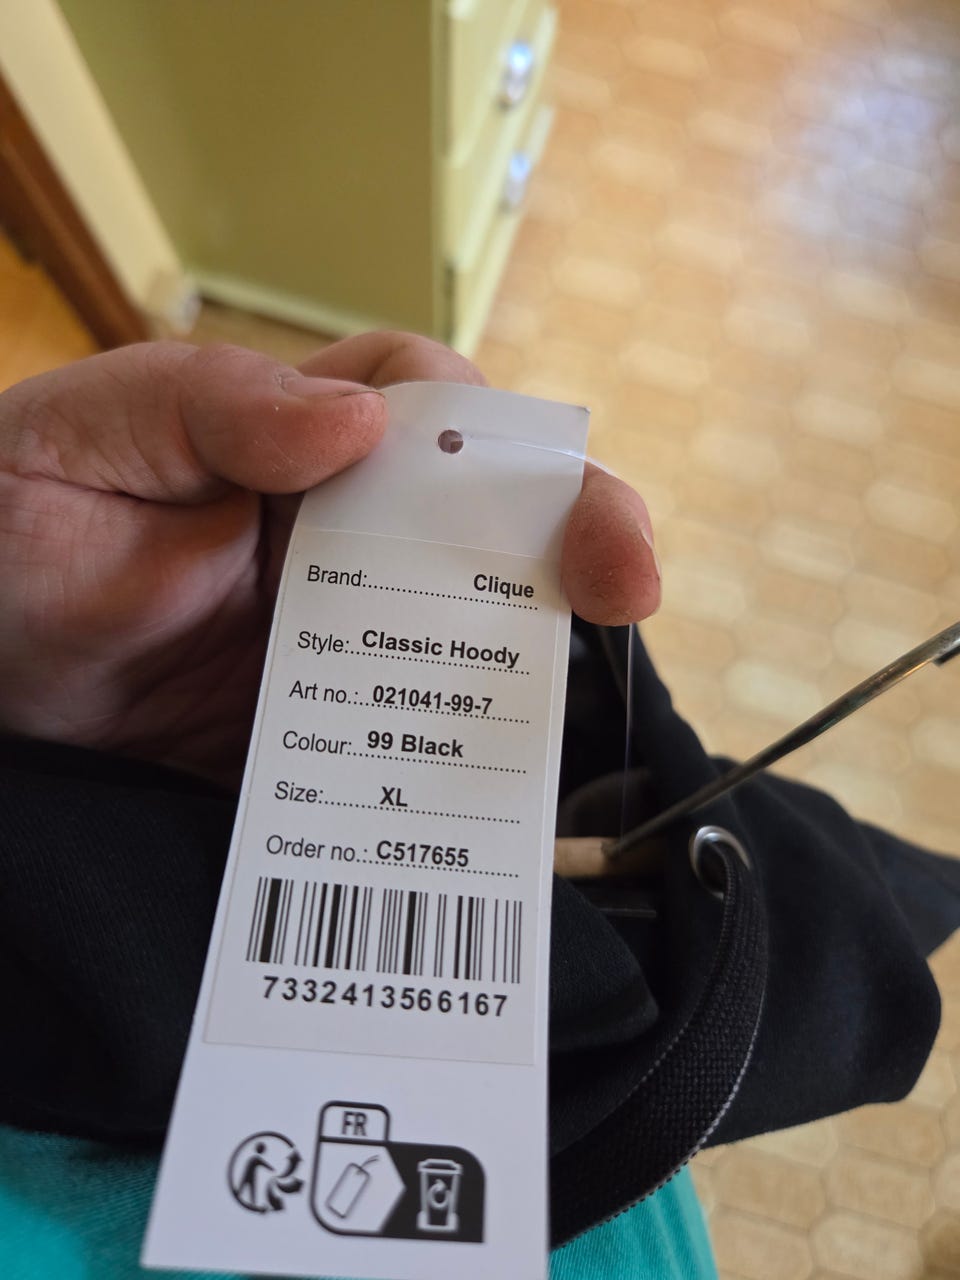 Brand:..............................Clique
Style:..Classic Hoody
Art no.:..021041-99-7
Colour:..99 Black
Size:.........XL
Order no.:.C517655
7332413566167
FR